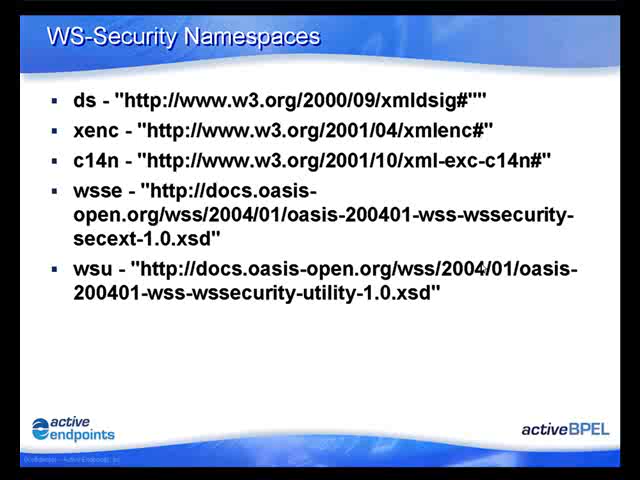 WS-Security Namespaces
ds - "http://www.w3.org/2000/09/xmldsig#""
xenc - "http://www.w3.org/2001/04/xmlenc#"
c14n - "http://www.w3.org/2001/10/xml-exc-c14n#"
wsse - "http://docs.oasis-
open.org/wss/2004/01/oasis-200401-wss-wssecurity-
secext-1.0.xsd"
wsu - "http://docs.oasis-open.org/wss/2004/01/oasis-
200401-wss-wssecurity-utility-1.0.xsd"
active
endpoints
activeBPEL